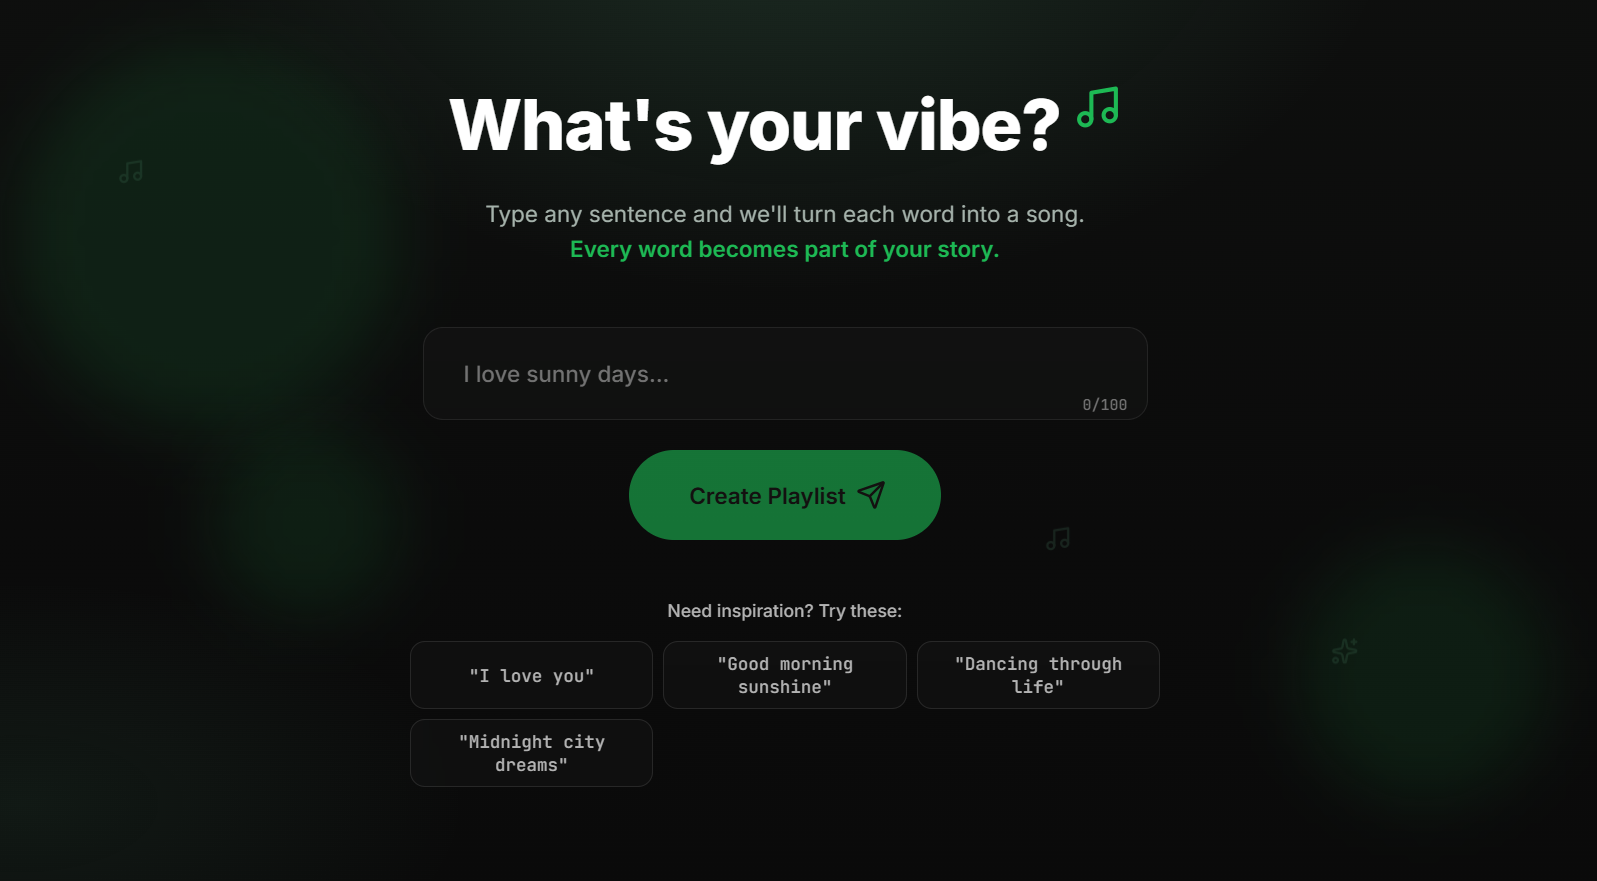 What's your vibe?
Type any sentence and we'll turn each word into a song.
Every word becomes part of your story.
I love sunny days...
0/100
Create Playlist
Need inspiration? Try these:
"I love you"
"Good morning
sunshine"
"Dancing through
life"
"Midnight city
dreams"